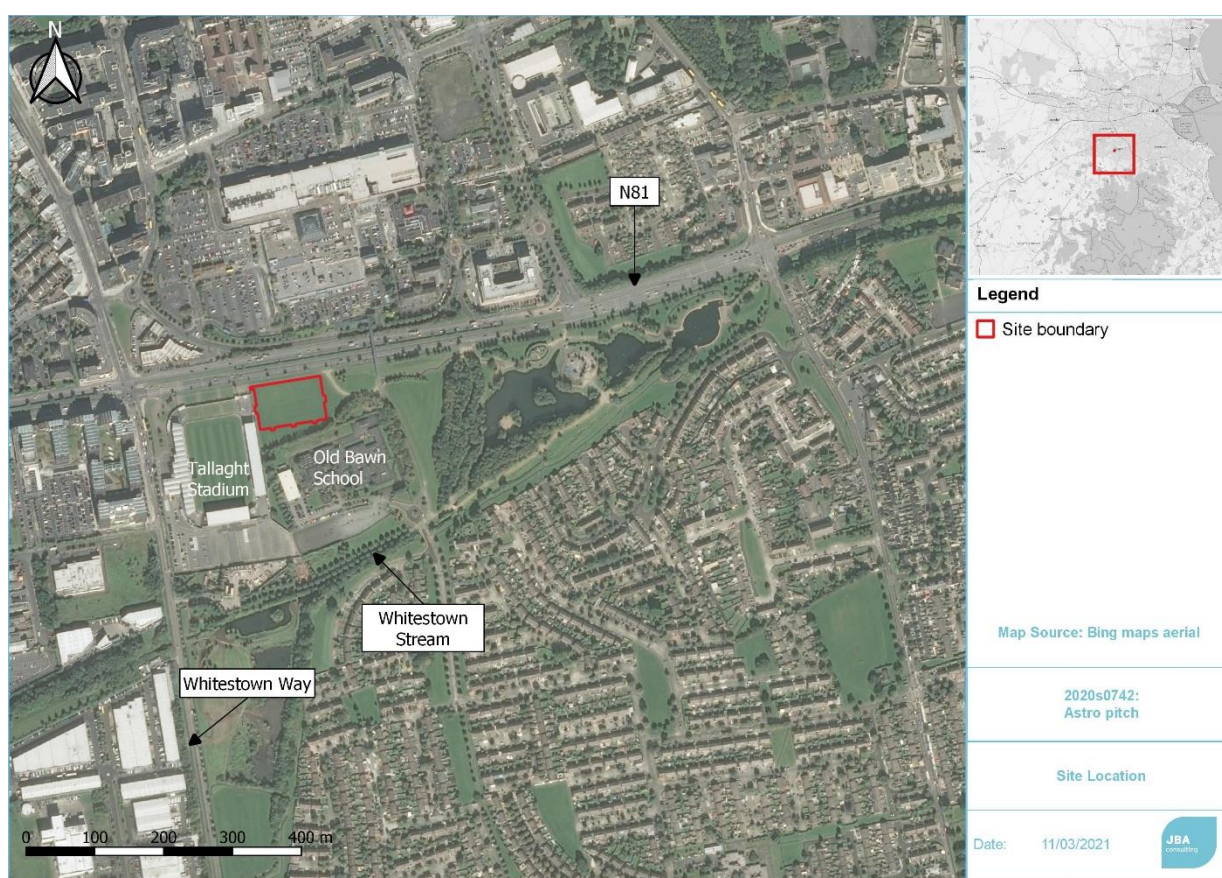 N
N81
Tallaght
Stadium
Old Bawn
School
Whitestown
Stream
Whitestown Way
0 100 200 300 400 m
Legend
Site boundary
Map Source: Bing maps aerial
2020s0742:
Astro pitch
Site Location
Date: 11/03/2021
JBA
consulting